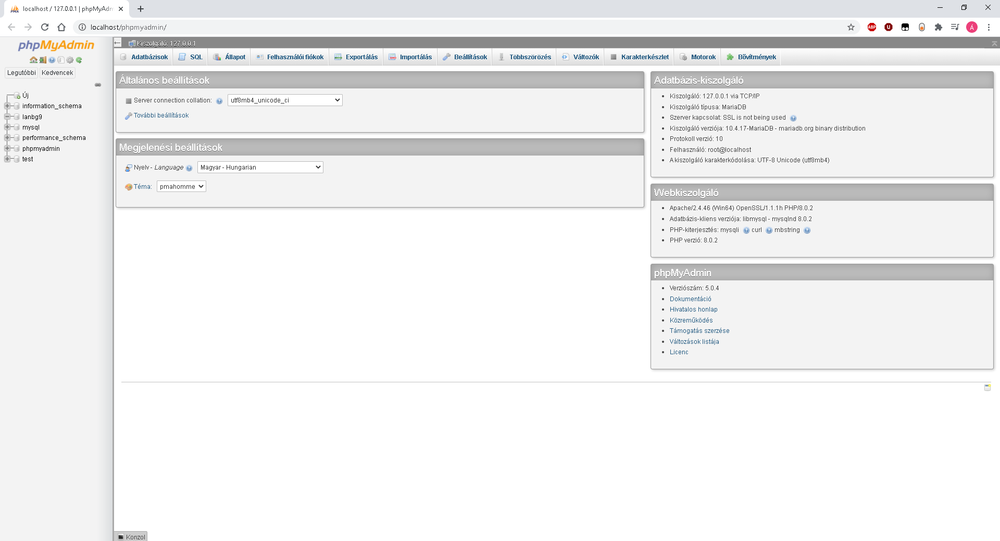 localhost / 127.0.0.1 | phpMyAdm
localhost/phpmyadmin/
ABP
Á
phpMyAdmin
Legutóbbi Kedvencek
Új
information_schema
lanbg9
mysql
performance_schema
phpmyadmin
test
Kiszolgáló: 127.0.0.1
Adatbázisok SQL Állapot Felhasználói fiókok Exportálás Importálás Beállítások Többszörözés Változók Karakterkészlet Motorok Bővítmények
Általános beállítások
Server connection collation: utf8mb4_unicode_ci
További beállítások
Megjelenési beállítások
Nyelv - Language Magyar - Hungarian
Téma: pmahomme
Adatbázis-kiszolgáló
Kiszolgáló: 127.0.0.1 via TCP/IP
Kiszolgáló típusa: MariaDB
Szerver kapcsolat: SSL is not being used
Kiszolgáló verziója: 10.4.17-MariaDB - mariadb.org binary distribution
Protokoll verzió: 10
Felhasználó: root@localhost
A kiszolgáló karakterkódolása: UTF-8 Unicode (utf8mb4)
Webkiszolgáló
Apache/2.4.46 (Win64) OpenSSL/1.1.1h PHP/8.0.2
Adatbázis-kliens verziója: libmysql - mysqlnd 8.0.2
PHP-kiterjesztés: mysqli curl mbstring
PHP verzió: 8.0.2
phpMyAdmin
Verziószám: 5.0.4
Dokumentáció
Hivatalos honlap
Közreműködés
Támogatás szerzése
Változások listája
Licenc
Konzol